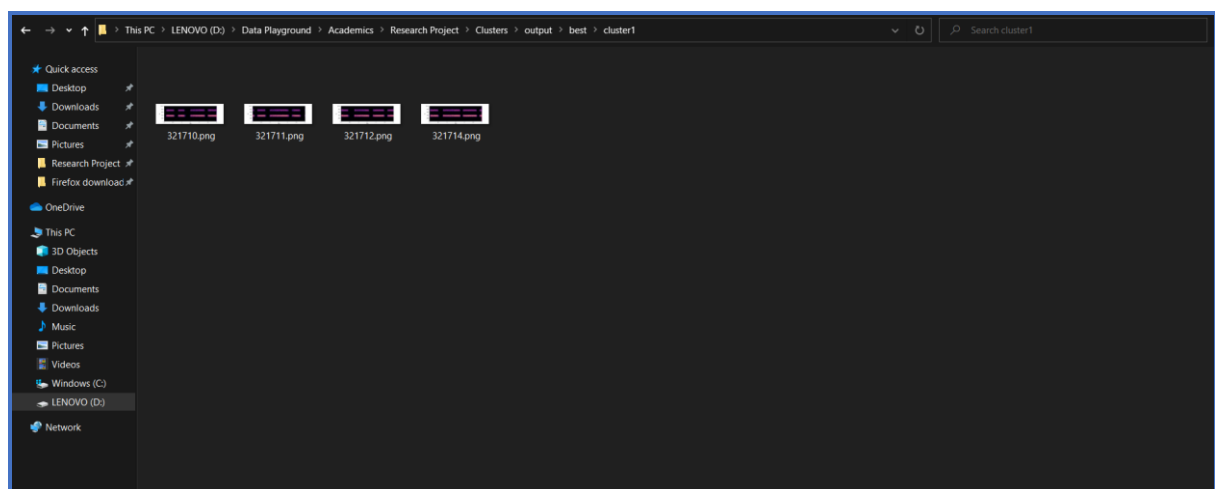 This PC > LENOVO (D:) > Data Playground > Academics > Research Project > Clusters > output > best > cluster1
Search cluster1
Quick access
Desktop
Downloads
Documents
Pictures
Research Project
Firefox download
OneDrive
This PC
3D Objects
Desktop
Documents
Downloads
Music
Pictures
Videos
Windows (C:)
LENOVO (D:)
Network
321710.png
321711.png
321712.png
321714.png